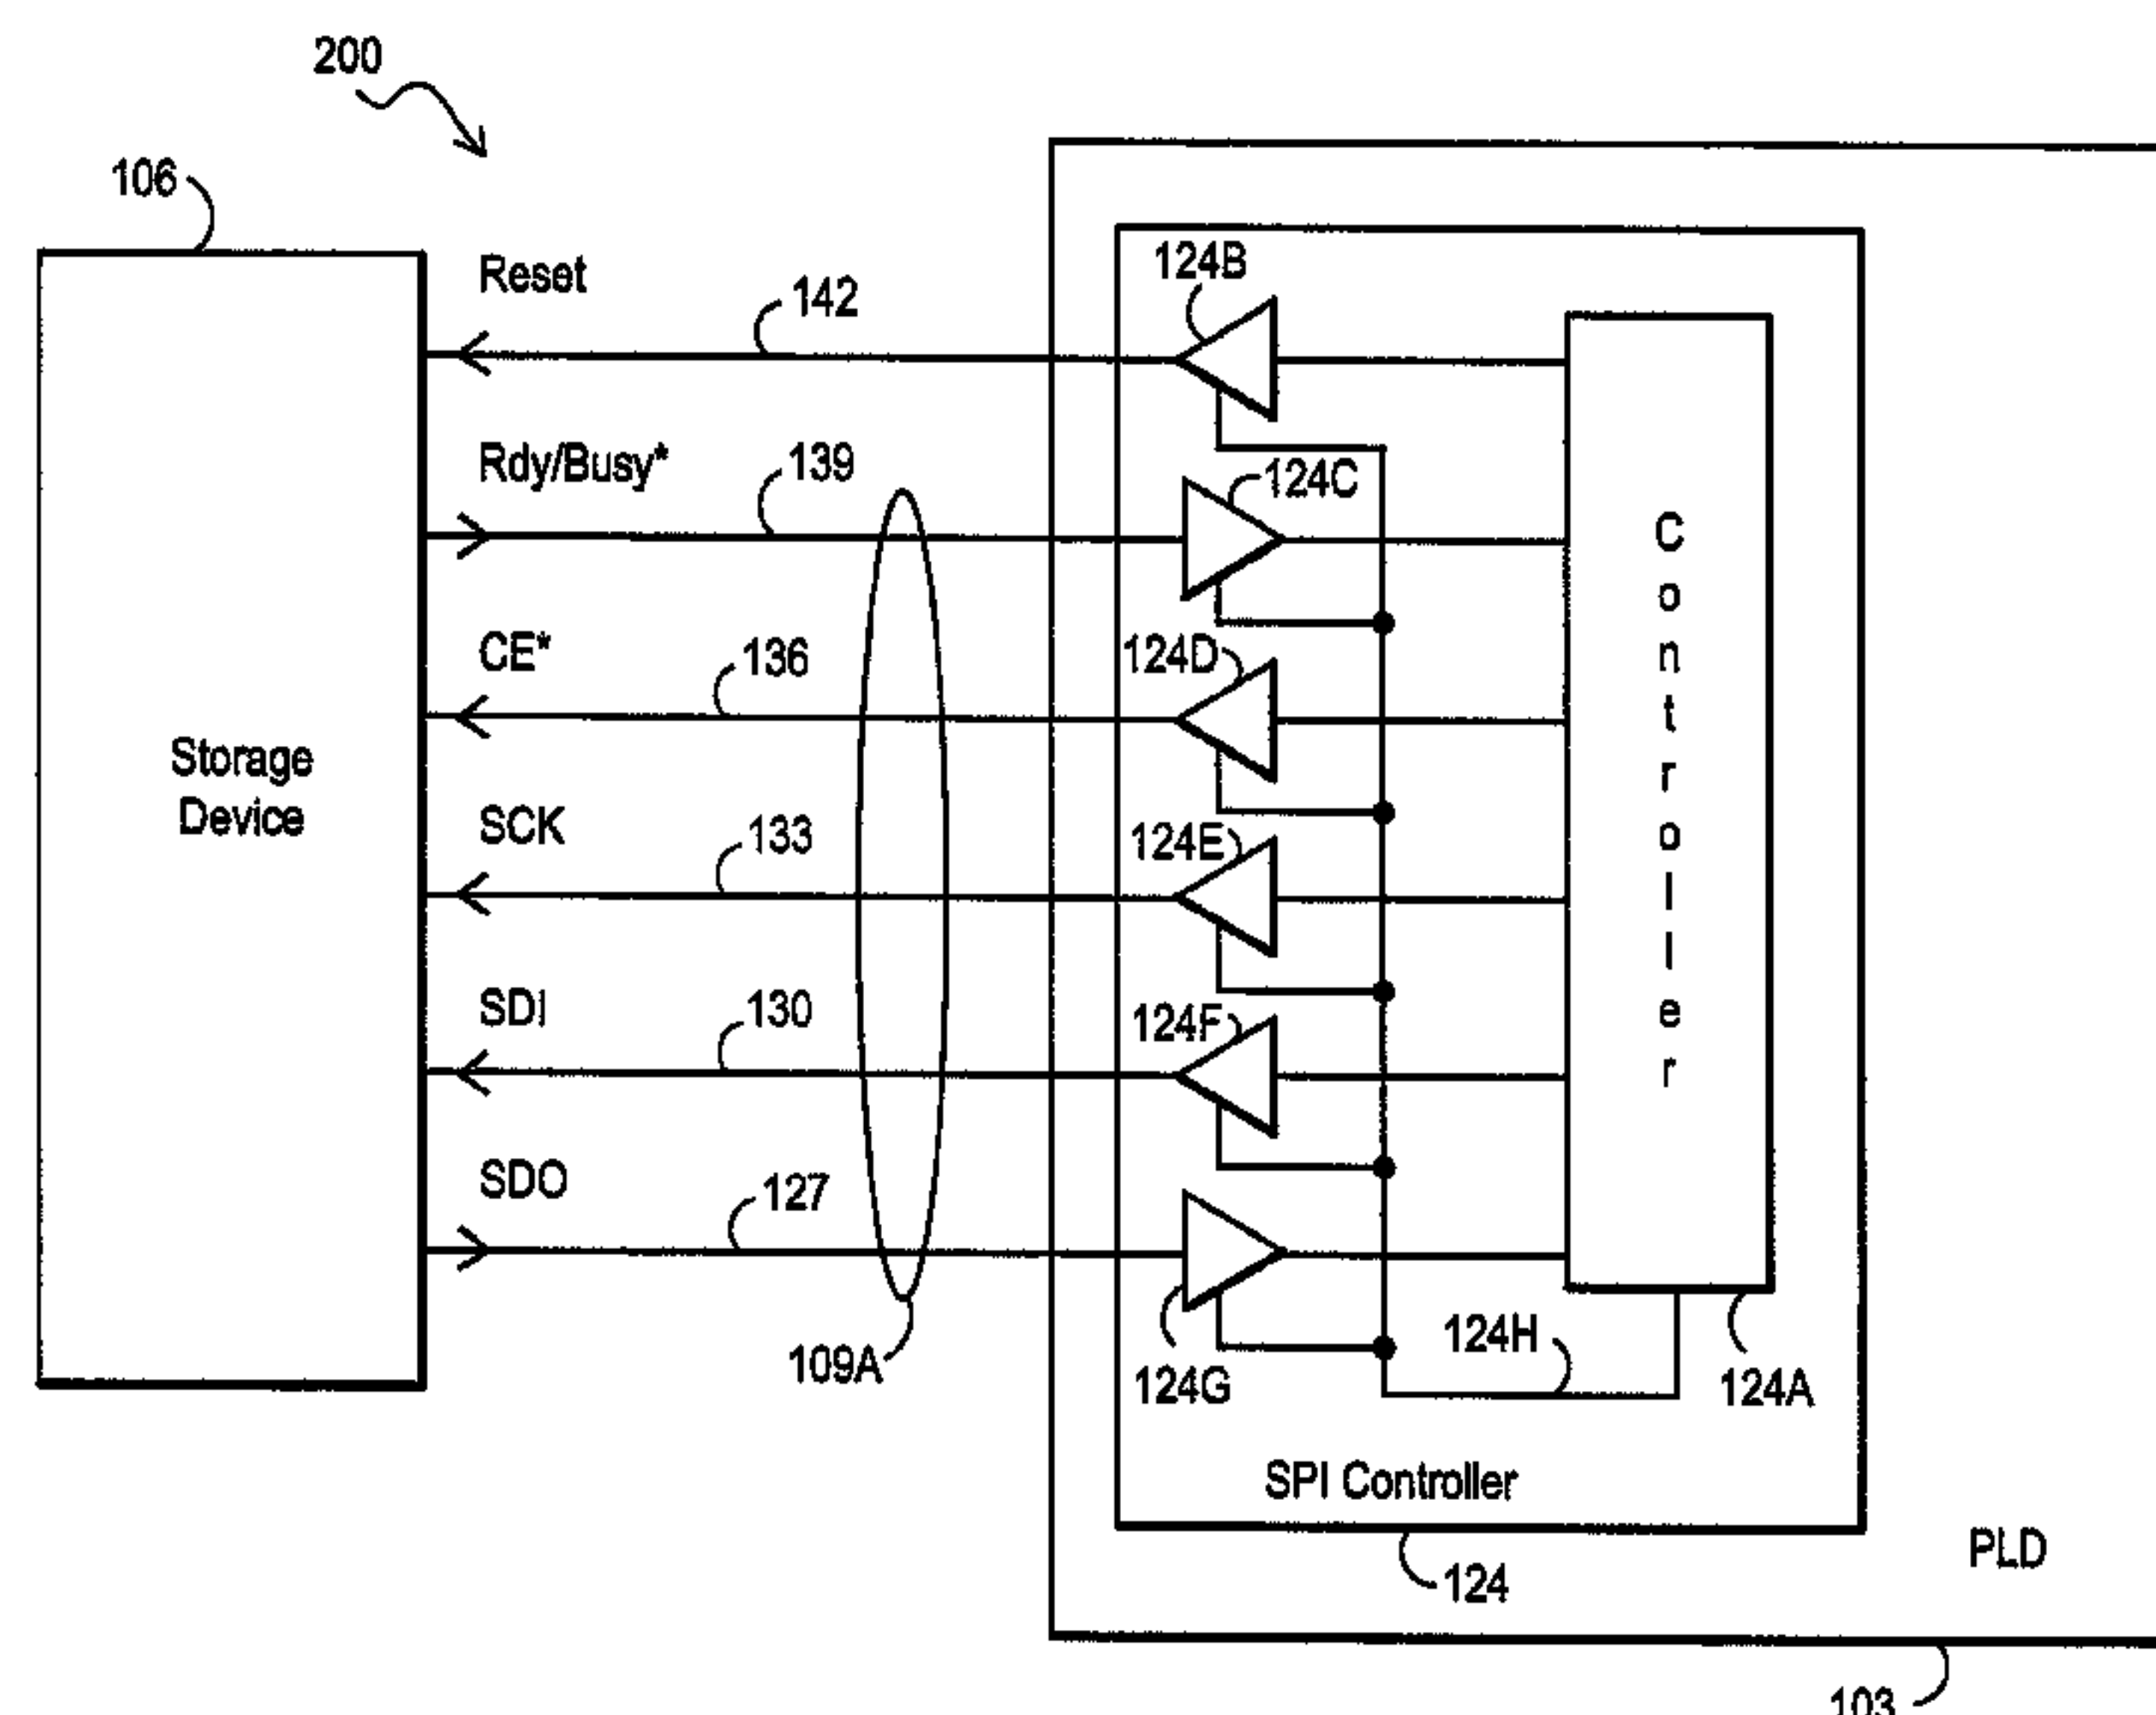 200
106
Reset
142
124B
Rdy/Busy*
139
124C
CE*
136
124D
Storage
Device
SCK
133
124E
SDI
130
124F
SDO
127
109A
124G
124H
124A
Controller
SPI Controller
124
PLD
103